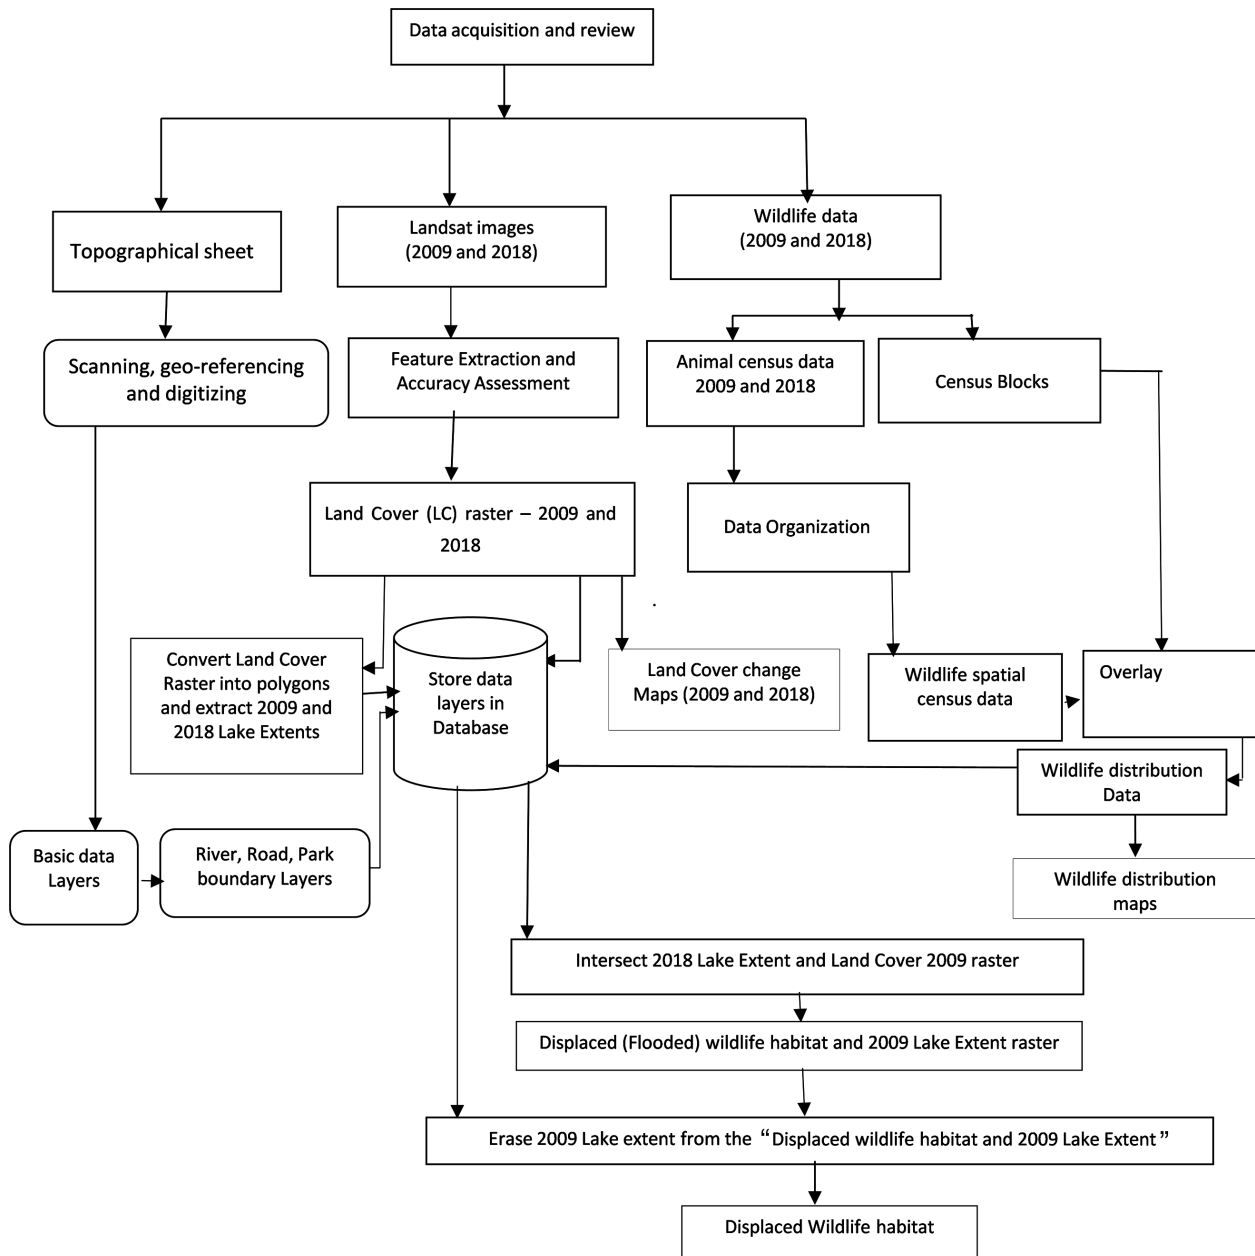 Data acquisition and review
Topographical sheet
Landsat images
(2009 and 2018)
Wildlife data
(2009 and 2018)
Scanning, geo-referencing
and digitizing
Feature Extraction and
Accuracy Assessment
Animal census data
2009 and 2018
Census Blocks
Land Cover (LC) raster – 2009 and
2018
Data Organization
Convert Land Cover
Raster into polygons
and extract 2009 and
2018 Lake Extents
Store data
layers in
Database
Land Cover change
Maps (2009 and 2018)
Wildlife spatial
census data
Overlay
Wildlife distribution
Data
Basic data
Layers
River, Road, Park
boundary Layers
Wildlife distribution
maps
Intersect 2018 Lake Extent and Land Cover 2009 raster
Displaced (Flooded) wildlife habitat and 2009 Lake Extent raster
Erase 2009 Lake extent from the “Displaced wildlife habitat and 2009 Lake Extent”
Displaced Wildlife habitat